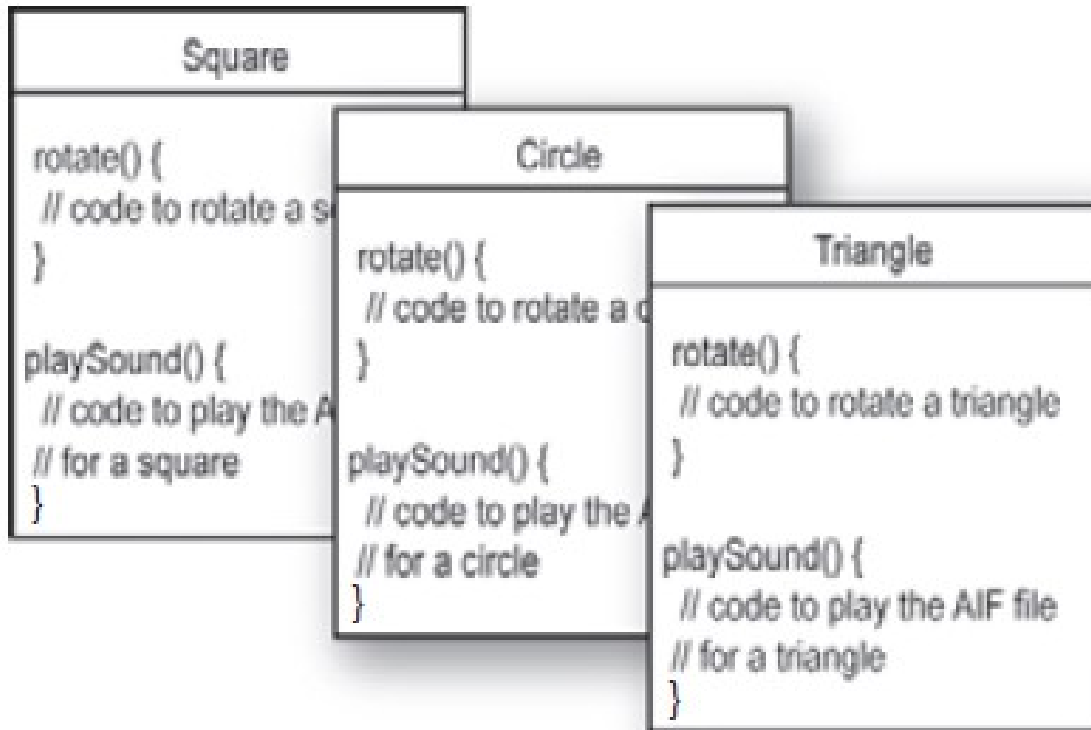 Square
rotate() {
// code to rotate a
}
playSound() {
// code to play the
// for a square
}
Circle
rotate() {
// code to rotate a
}
playSound() {
// code to play the
// for a circle
}
Triangle
rotate() {
// code to rotate a triangle
}
playSound() {
// code to play the AIF file
// for a triangle
}